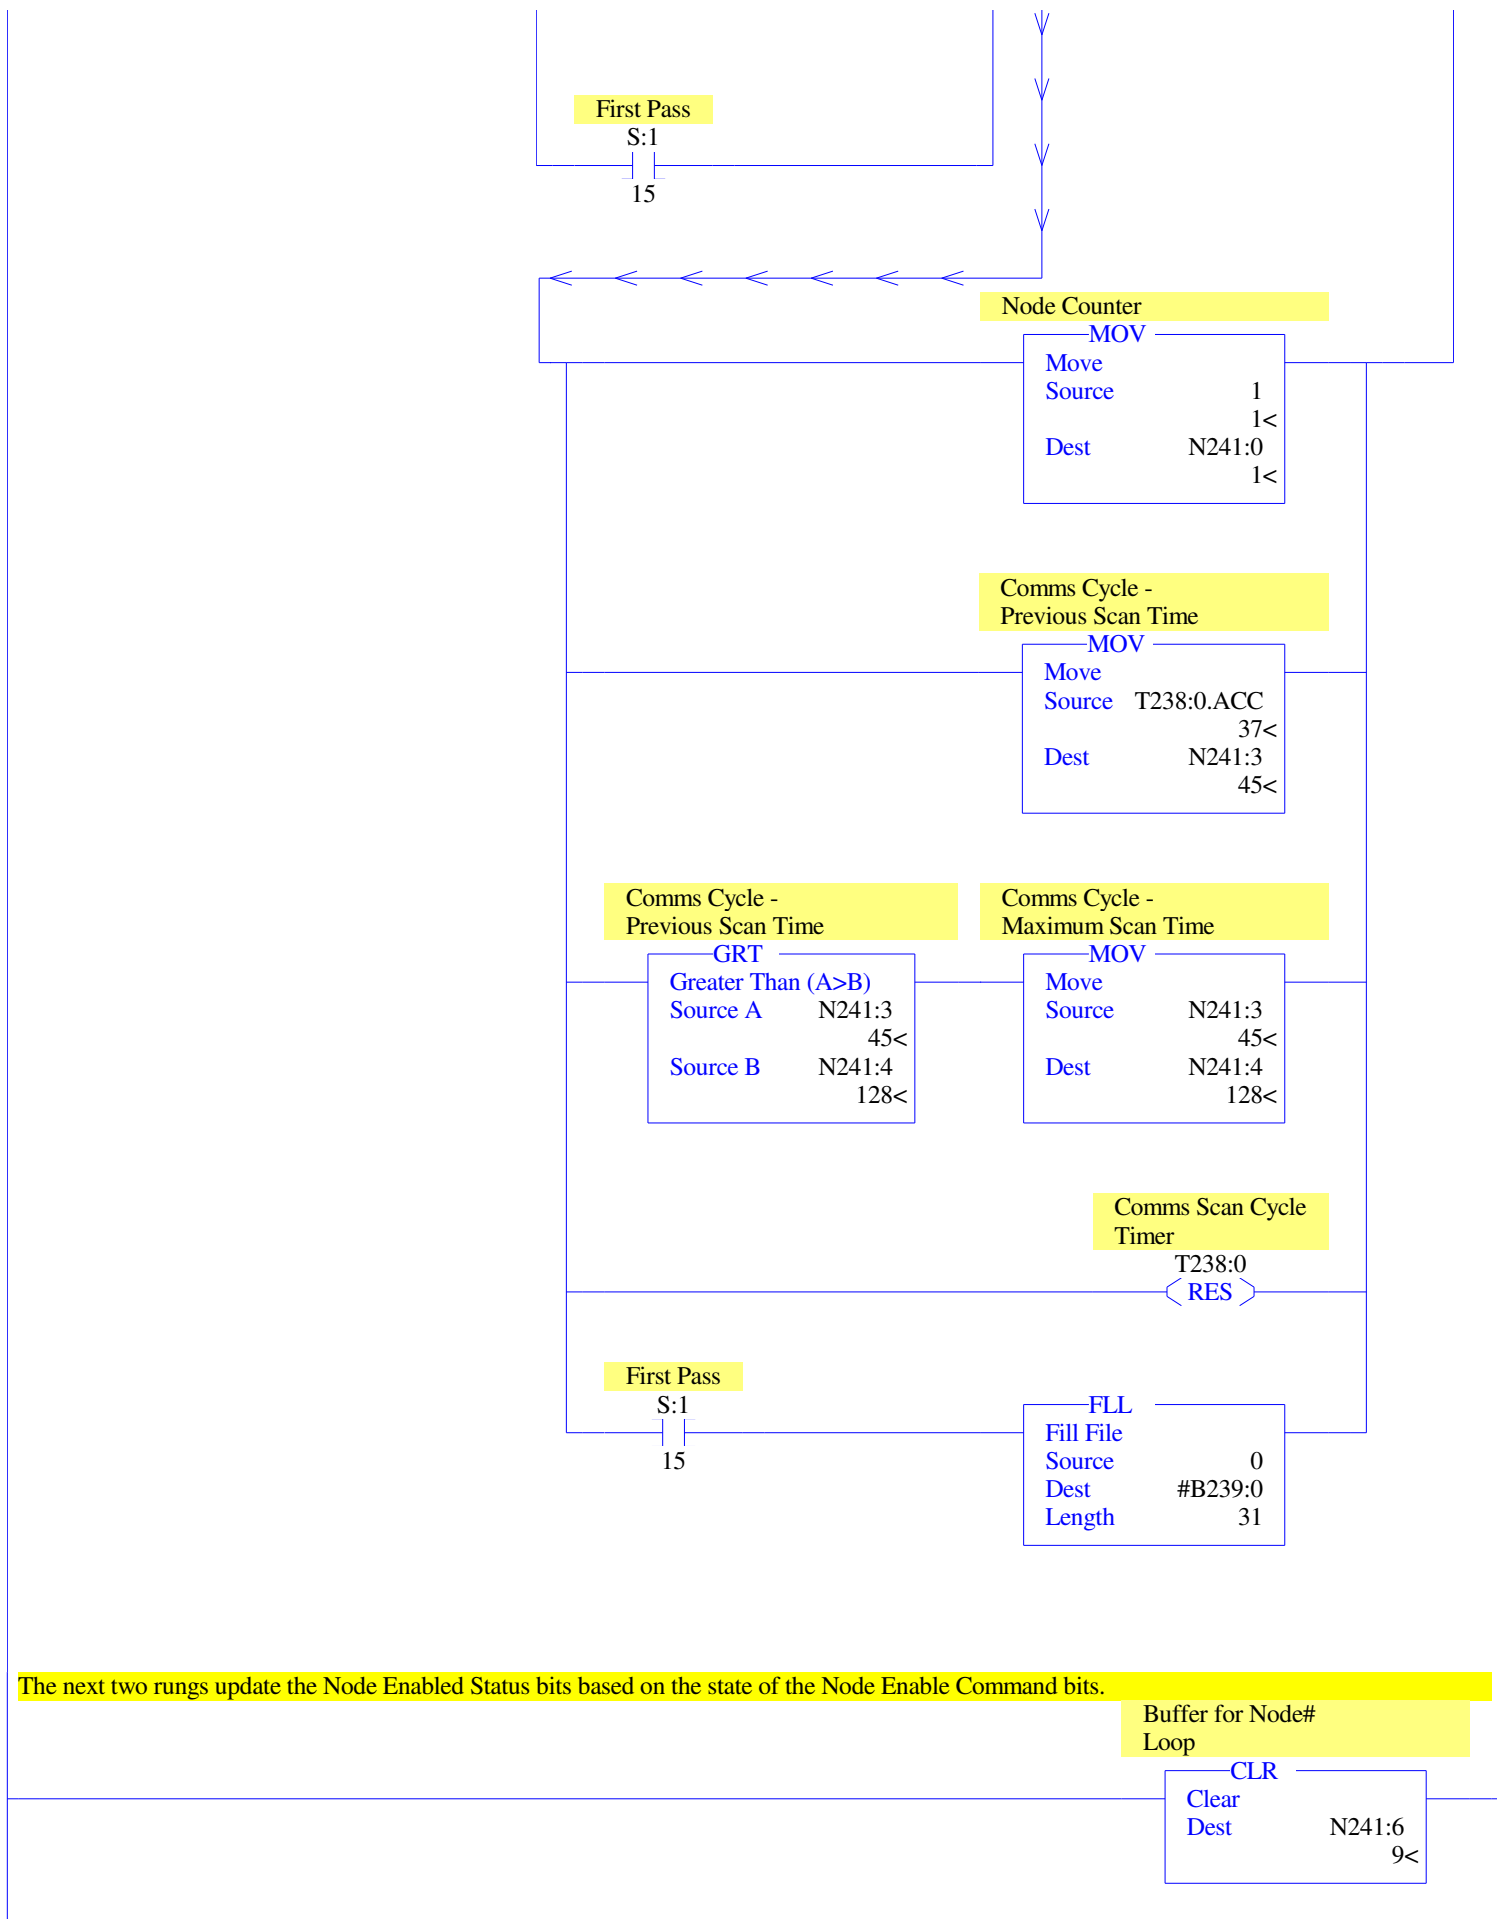 First Pass
S:1
15
Node Counter
MOV
Move
Source 1
1<
Dest N241:0
1<
Comms Cycle -
Previous Scan Time
MOV
Move
Source T238:0.ACC
37<
Dest N241:3
45<
Comms Cycle -
Previous Scan Time
GRT
Greater Than (A>B)
Source A N241:3
45<
Source B N241:4
128<
Comms Cycle -
Maximum Scan Time
MOV
Move
Source N241:3
45<
Dest N241:4
128<
Comms Scan Cycle
Timer
T238:0
RES
First Pass
S:1
15
FLL
Fill File
Source 0
Dest #B239:0
Length 31
The next two rungs update the Node Enabled Status bits based on the state of the Node Enable Command bits.
Buffer for Node#
Loop
CLR
Clear
Dest N241:6
9<